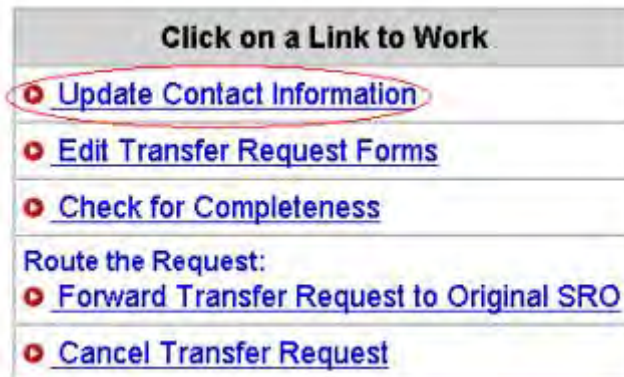 Click on a Link to Work
Update Contact Information
Edit Transfer Request Forms
Check for Completeness
Route the Request:
Forward Transfer Request to Original SRO
Cancel Transfer Request